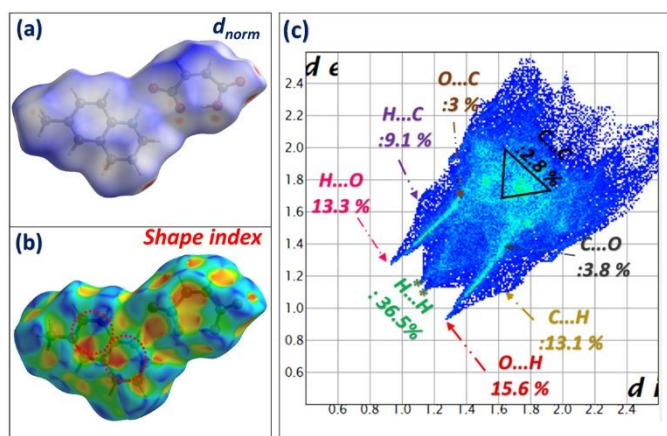 (a)
d norm
(b)
Shape index
(c)
d e
2.4
2.2
2.0
1.8
1.6
1.4
1.2
1.0
0.8
0.6
O...C
:3 %
H...C
:9.1 %
C...C
:2.8 %
H...O
13.3 %
C...O
:3.8 %
**
H...H
:36.5%
C...H
:13.1 %
O...H
15.6 %
d i
0.6 0.8 1.0 1.2 1.4 1.6 1.8 2.0 2.2 2.4